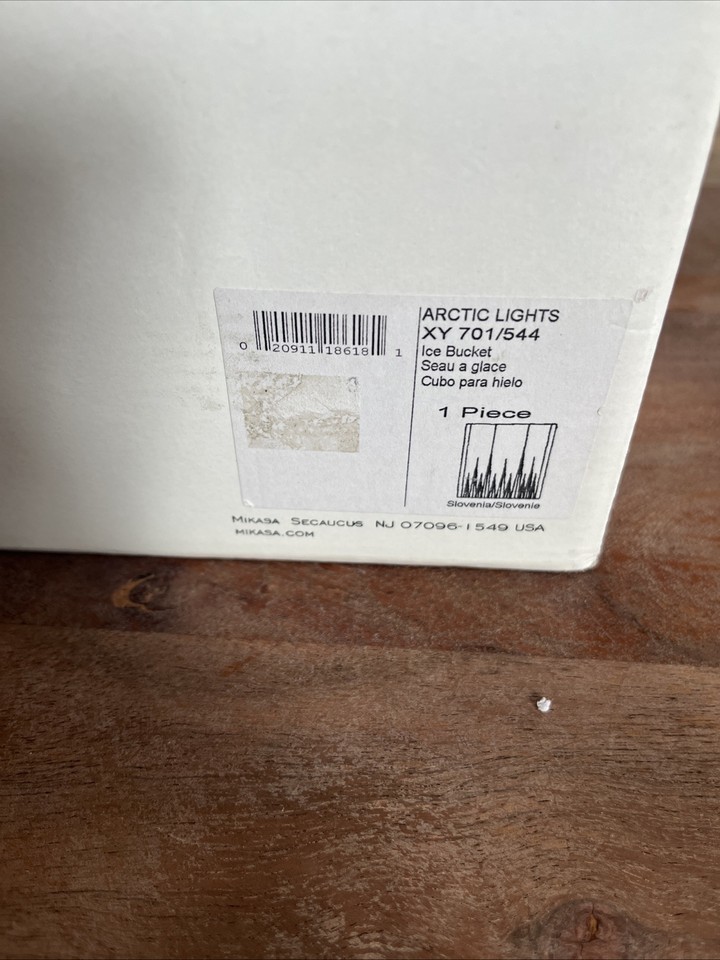 0 20911 18618 1
ARCTIC LIGHTS
XY 701/544
Ice Bucket
Seau a glace
Cubo para hielo
1 Piece
Slovenia/Slovenie
MIKASA SECAUCUS NJ 07096-1549 USA
MIKASA.COM